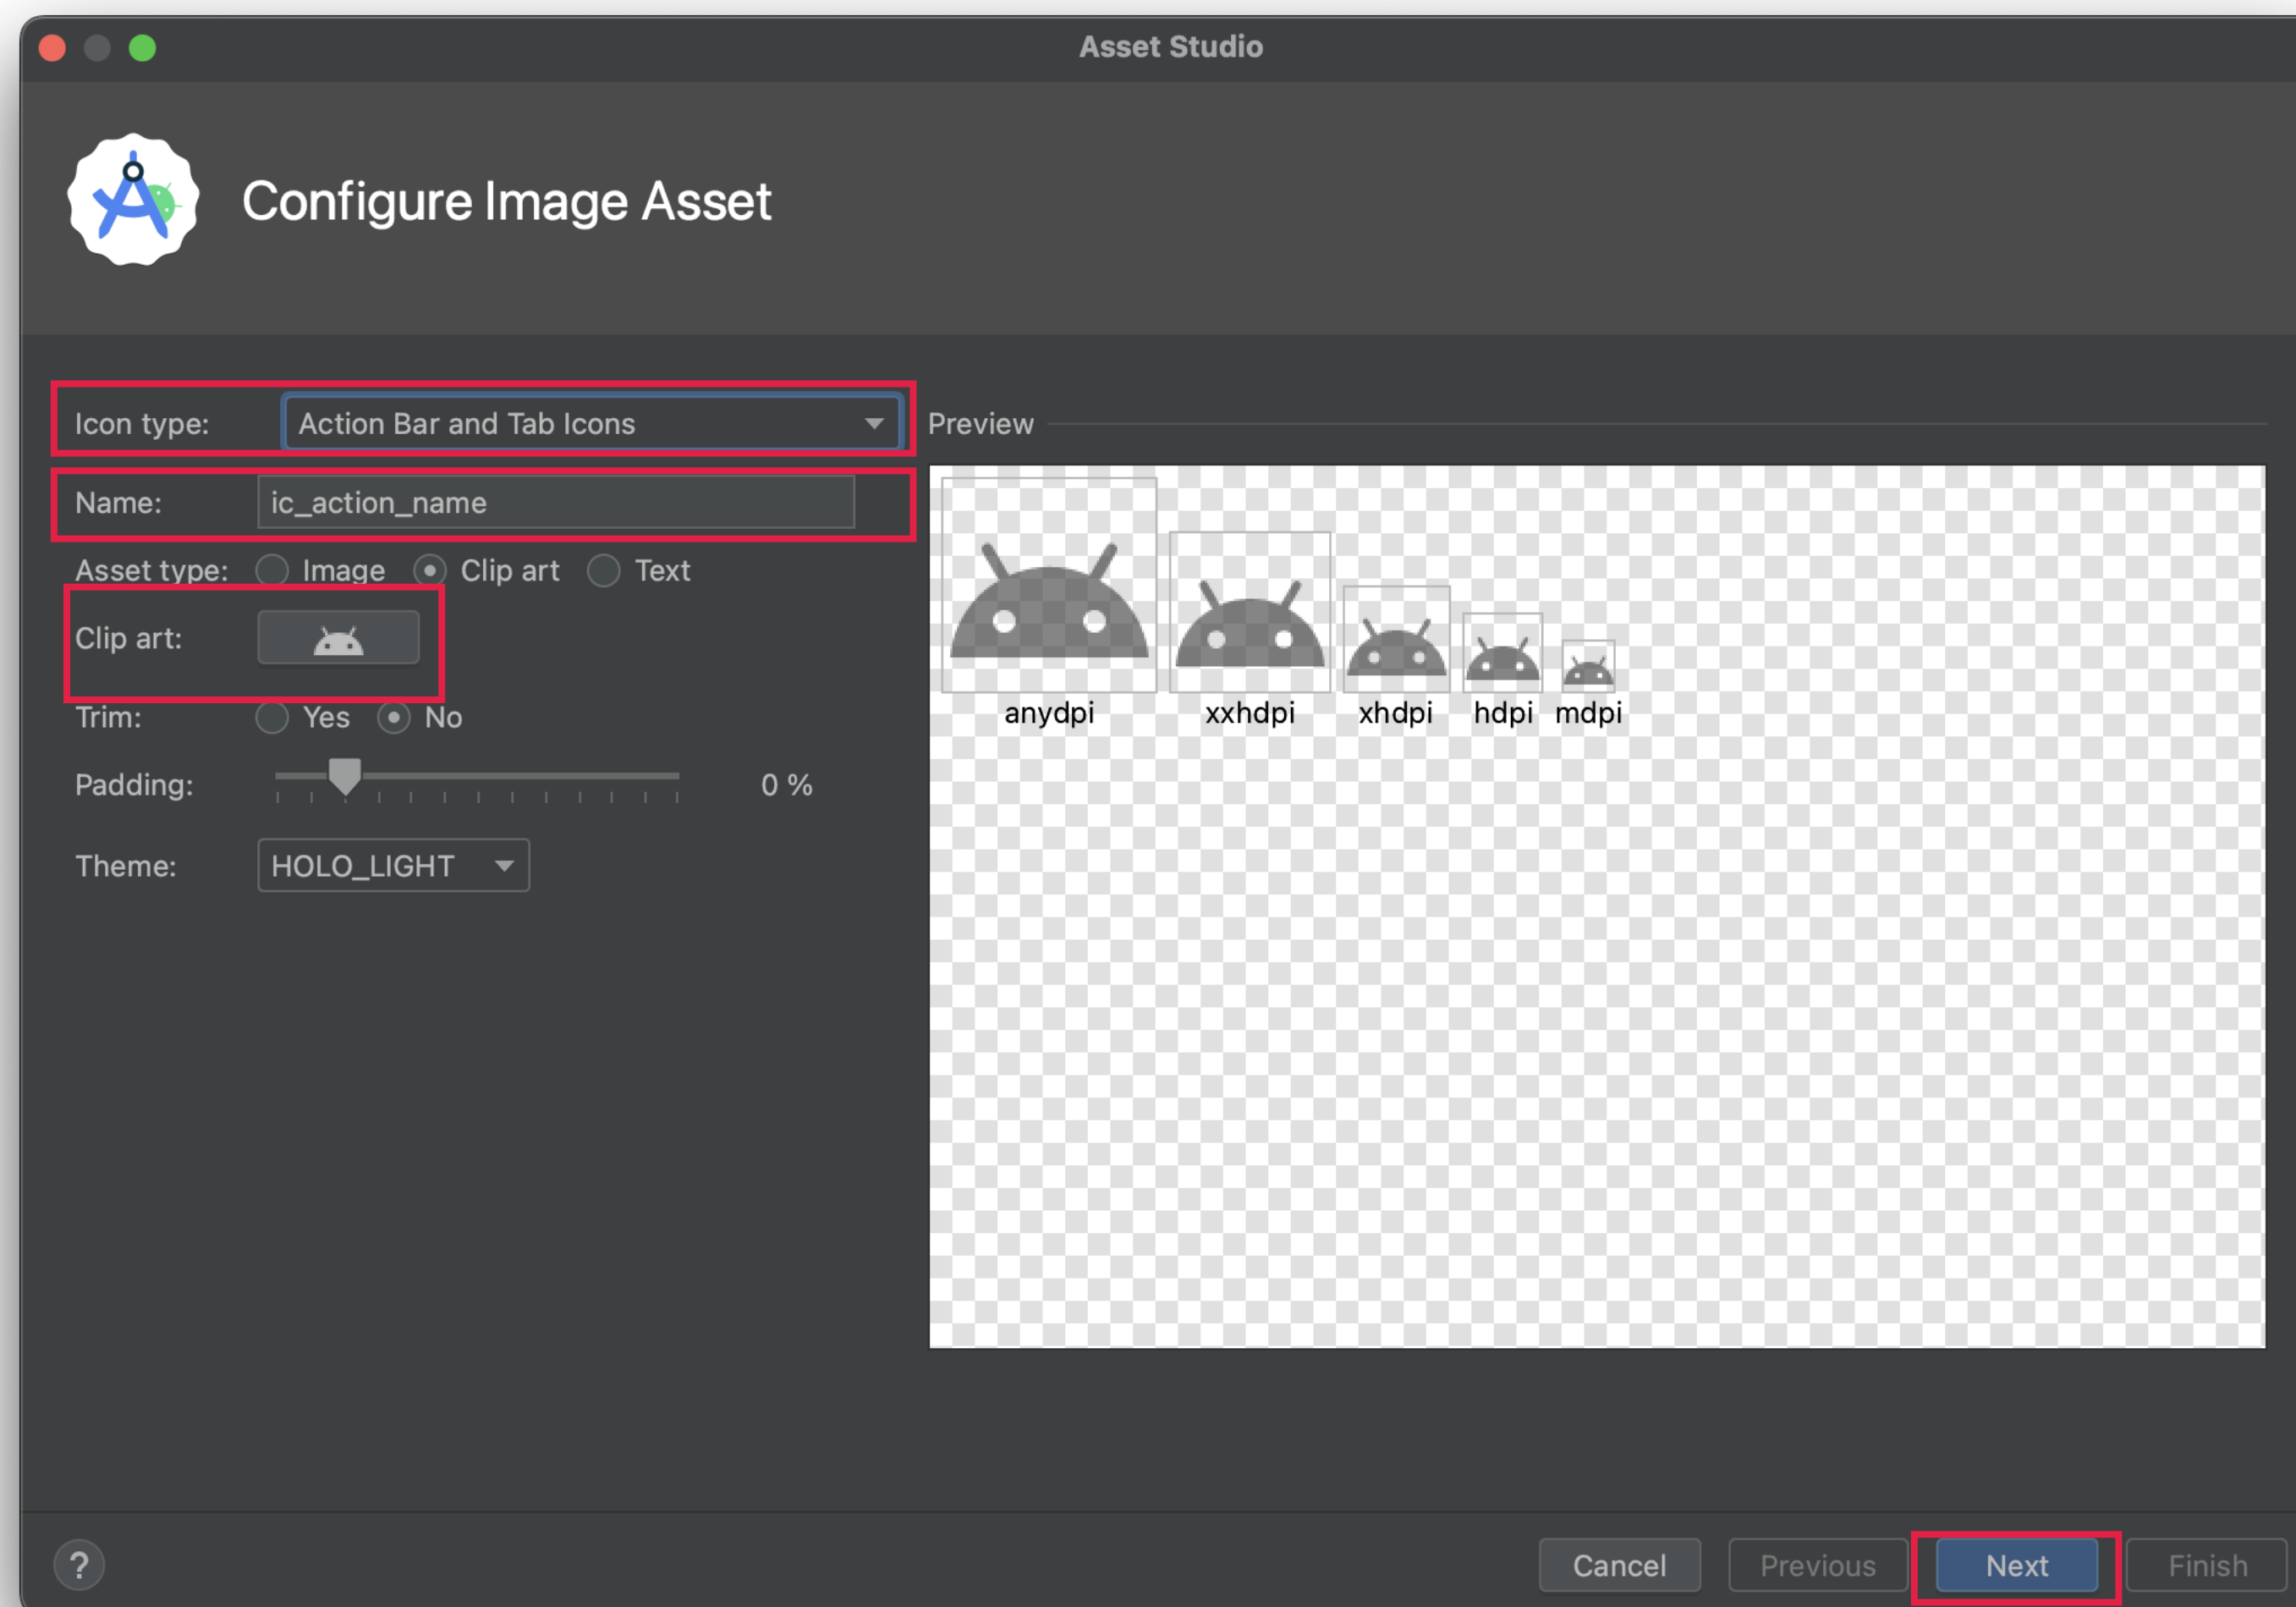 Asset Studio
Configure Image Asset
Icon type: Action Bar and Tab Icons
Name: ic_action_name
Asset type: Image Clip art Text
Clip art:
Trim: Yes No
Padding: 0 %
Theme: HOLO_LIGHT
Preview
anydpi xxhdpi xhdpi hdpi mdpi
? Cancel Previous Next Finish